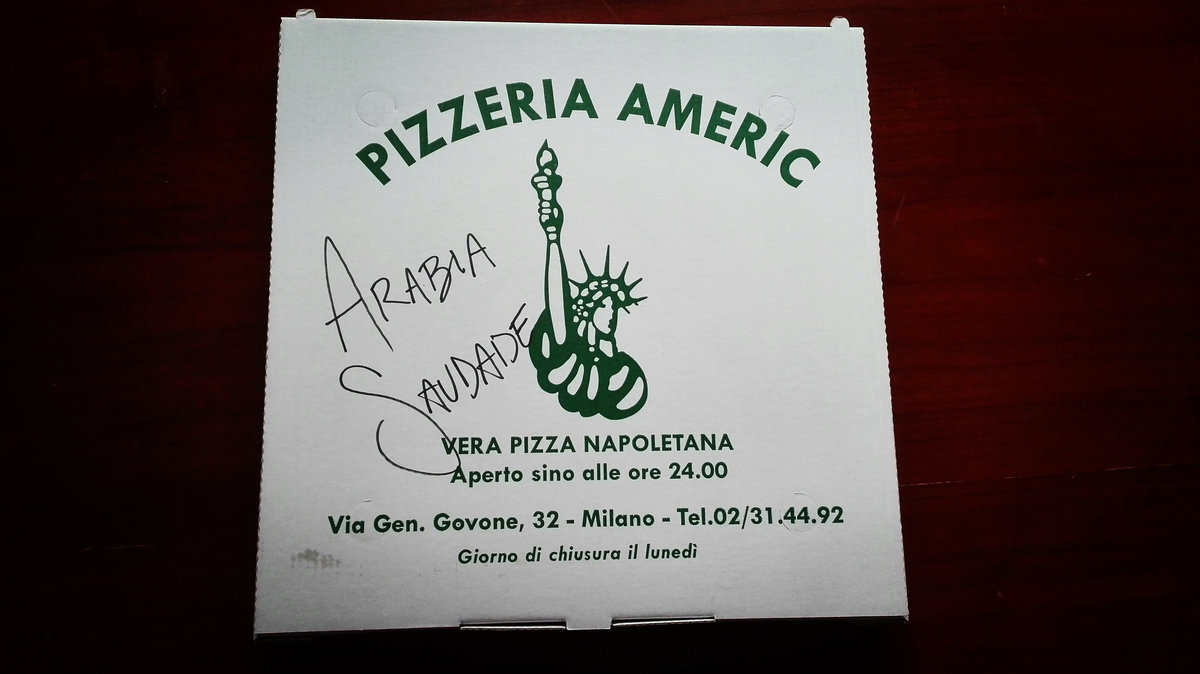 PIZZERIA AMERIC
ARABIA
SAUDAIDE
VERA PIZZA NAPOLETANA
Aperto sino alle ore 24.00
Via Gen. Govone, 32 - Milano - Tel.02/31.44.92
Giorno di chiusura il lunedì